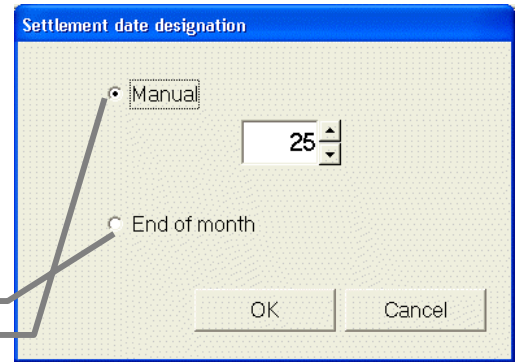 Settlement date designation
Manual
25
End of month
OK Cancel